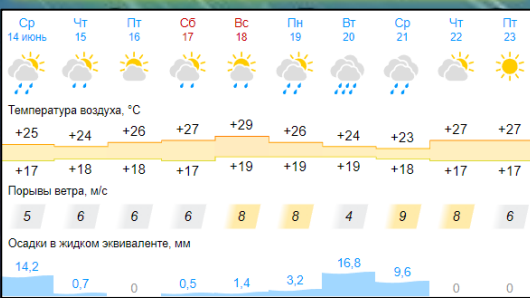 Ср Чт Пт Сб Вс Пн Вт Ср Чт Пт
14 июнь 15 16 17 18 19 20 21 22 23
Температура воздуха, °C
+25 +24 +26 +27 +29 +26 +24 +23 +27 +27
+17 +18 +18 +17 +19 +19 +19 +18 +17 +17
Порывы ветра, м/с
5 6 6 6 8 8 4 9 8 6
Осадки в жидком эквиваленте, мм
14,2 0,7 0 0,5 1,4 3,2 16,8 9,6 0 0